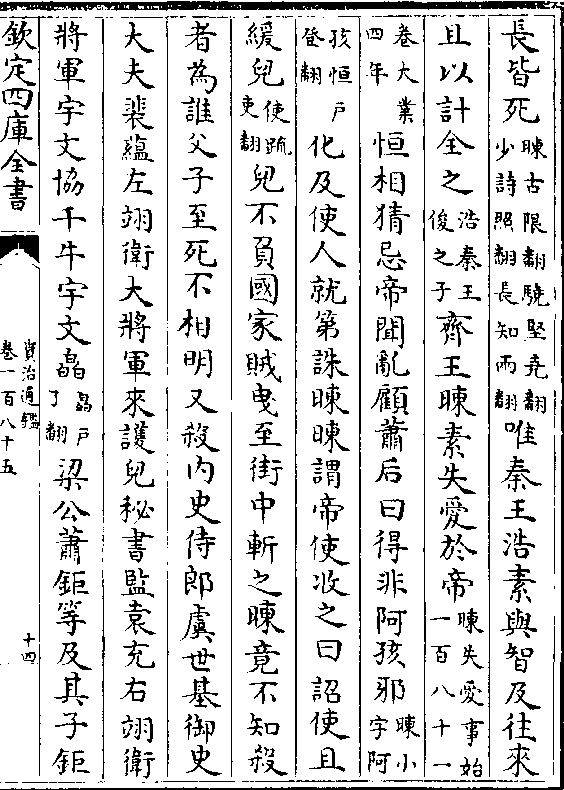 長皆死暕古限翻驍堅堯翻少詩照翻長知兩翻唯秦王浩素與智及往來
且以計全之浩秦王俊之子齊王暕素失愛於帝暕失愛事始一百八十一
卷大業四年恒相猜忌帝聞亂顧蕭后曰得非阿孩邪暕小字阿
孩恒戶登翻化及使人就第誅暕暕謂帝使收之曰詔使且
緩兒使疏吏翻兒不負國家賊曳至街中斬之暕竟不知殺
者為誰父子至死不相明又殺内史侍郎虞世基御史
大夫裴蘊左翊衛大將軍來護兒秘書監袁充右翊衛
將軍宇文協千牛宇文皛皛戶了翻梁公蕭鉅等及其子鉅
欽定四庫全書
資治通鑑
卷一百八十五
十四